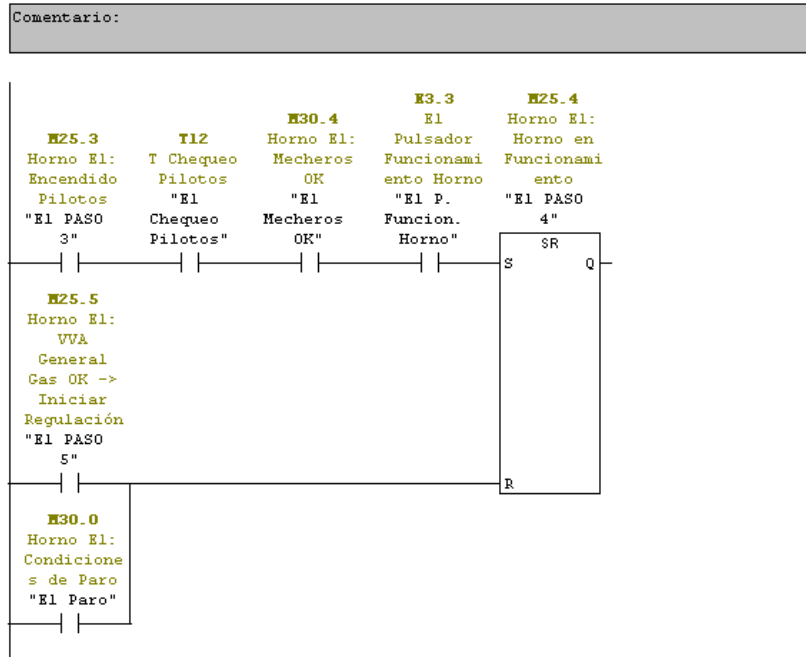 Comentario:
M25.3
Horno El:
Encendido
Pilotos
"El PASO
3"
T12
T Chequeo
Pilotos
"El
Chequeo
Pilotos"
M30.4
Horno El:
Mecheros
OK
"El
Mecheros
OK"
E3.3
El
Pulsador
Funcionami
ento Horno
"El P.
Funcion.
Horno"
M25.4
Horno El:
Horno en
Funcionami
ento
"El PASO
4"
SR
S
Q
M25.5
Horno El:
VVA
General
Gas OK ->
Iniciar
Regulación
"El PASO
5"
R
M30.0
Horno El:
Condicione
s de Paro
"El Paro"